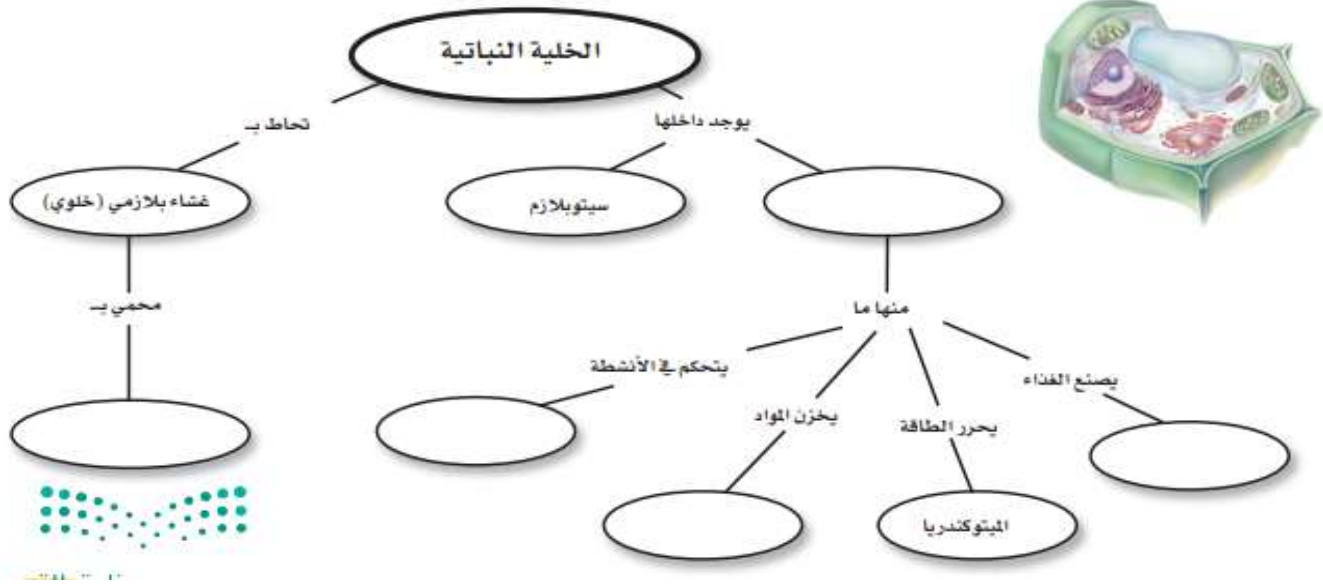 الخلية النباتية
يوجد داخلها
تحاط بـ
سيتوبلازم
غشاء بلازمي (خلوي)
منها ما
محمي بـ
يصنع الغذاء
يحرر الطاقة
يخزن المواد
يتحكم في الأنشطة
الميتوكندريا